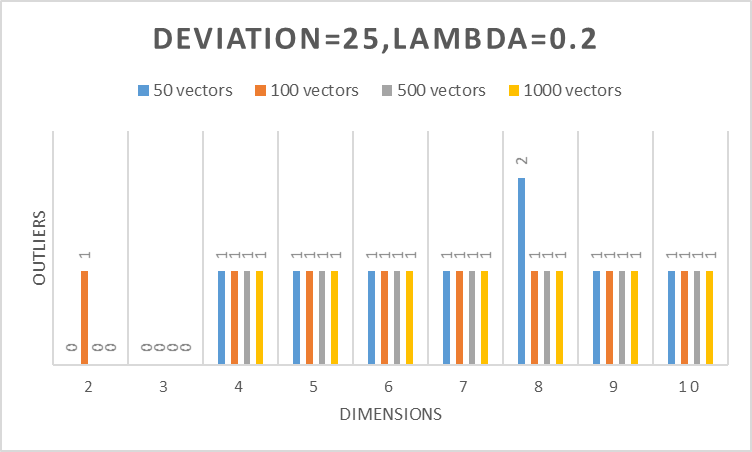 DEVIATION=25,LAMBDA=0.2
50 vectors 100 vectors 500 vectors 1000 vectors
OUTLIERS
0 1 0 0 0 0 0 0 1 1 1 1 1 1 1 1 1 1 1 1 1 1 1 1 2 1 1 1 1 1 1 1 1 1 1 1
2 3 4 5 6 7 8 9 10
DIMENSIONS